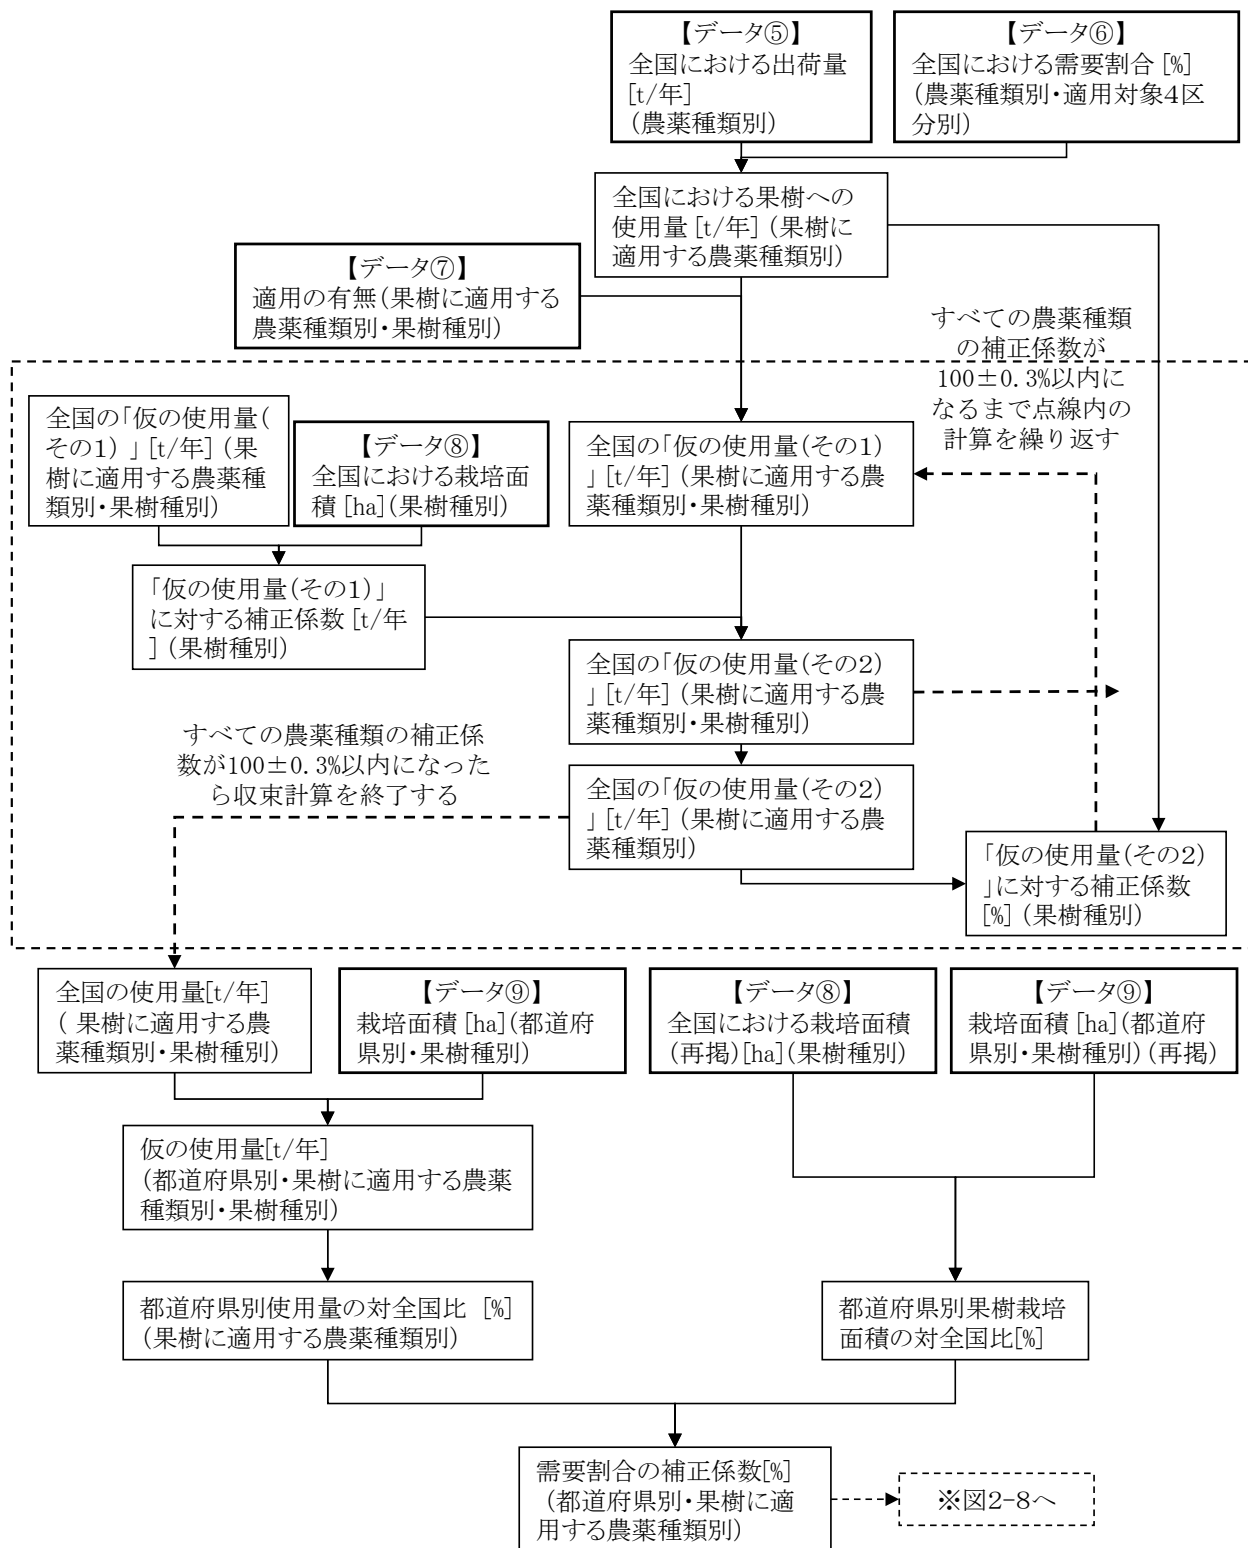 【データ⑤】
全国における出荷量
[t/年]
(農薬種類別)
【データ⑥】
全国における需要割合[%]
(農薬種類別・適用対象4区
分別)
全国における果樹への
使用量[t/年](果樹に
適用する農薬種類別)
【データ⑦】
適用の有無(果樹に適用する
農薬種類別・果樹種別)
すべての農薬種類
の補正係数が
100±0.3%以内に
なるまで点線内の
計算を繰り返す
全国の「仮の使用量(
その1)」[t/年](果
樹に適用する農薬種
類別・果樹種別)
【データ⑧】
全国における栽培面
積[ha](果樹種別)
全国の「仮の使用量(その1)
」[t/年](果樹に適用する農
薬種類別・果樹種別)
「仮の使用量(その1)」
に対する補正係数[t/年
](果樹種別)
全国の「仮の使用量(その2)
」[t/年](果樹に適用する農
薬種類別・果樹種別)
すべての農薬種類の補正係
数が100±0.3%以内になった
ら収束計算を終了する
全国の「仮の使用量(その2)
」[t/年](果樹に適用する農
薬種類別)
「仮の使用量(その2)
」に対する補正係数
[%](果樹種別)
全国の使用量[t/年]
(果樹に適用する農
薬種類別・果樹種別)
【データ⑨】
栽培面積[ha](都道府
県別・果樹種別)
【データ⑧】
全国における栽培面積
(再掲)[ha](果樹種別)
【データ⑨】
栽培面積[ha](都道府
県別・果樹種別)(再掲)
仮の使用量[t/年]
(都道府県別・果樹に適用する農薬
種類別・果樹種別)
都道府県別使用量の対全国比 [%]
(果樹に適用する農薬種類別)
都道府県別果樹栽培
面積の対全国比[%]
需要割合の補正係数[%]
(都道府県別・果樹に適
用する農薬種類別)
※図2-8へ